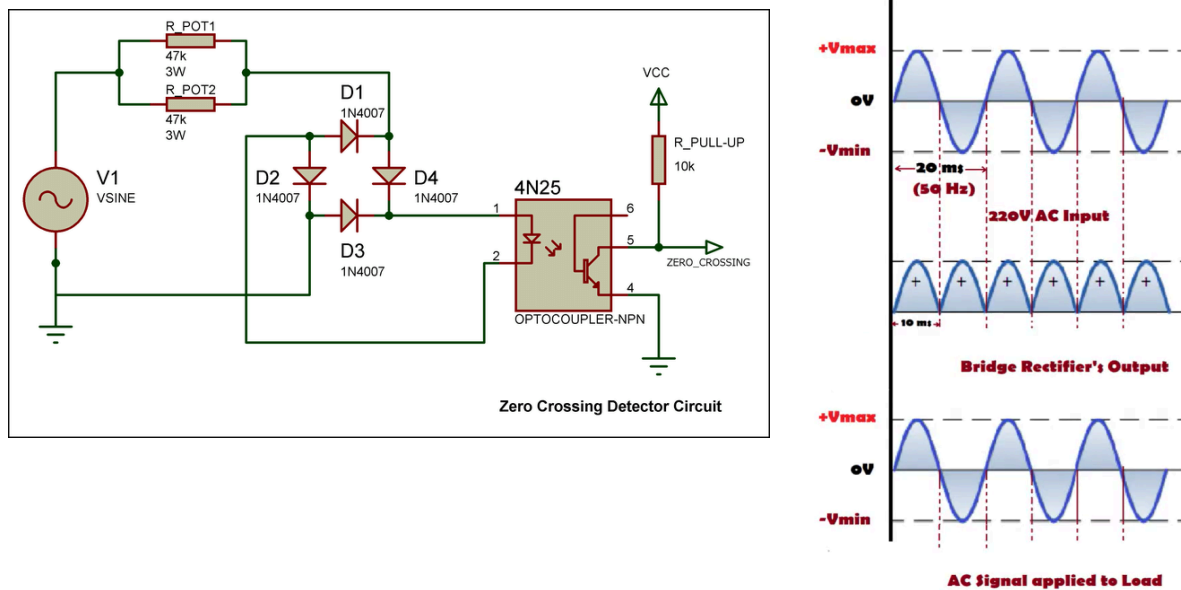 R_POT1
47k
3W
R_POT2
47k
3W
V1
VSINE
D1
1N4007
D2
1N4007
D4
1N4007
D3
1N4007
4N25
1
2
6
5
4
OPTOCOUPLER-NPN
VCC
R_PULL-UP
10k
ZERO_CROSSING
Zero Crossing Detector Circuit
+Vmax
0V
-Vmin
20 ms
(50 Hz)
220V AC Input
+ + + + + +
10 ms
Bridge Rectifier's Output
+Vmax
0V
-Vmin
AC Signal applied to Load